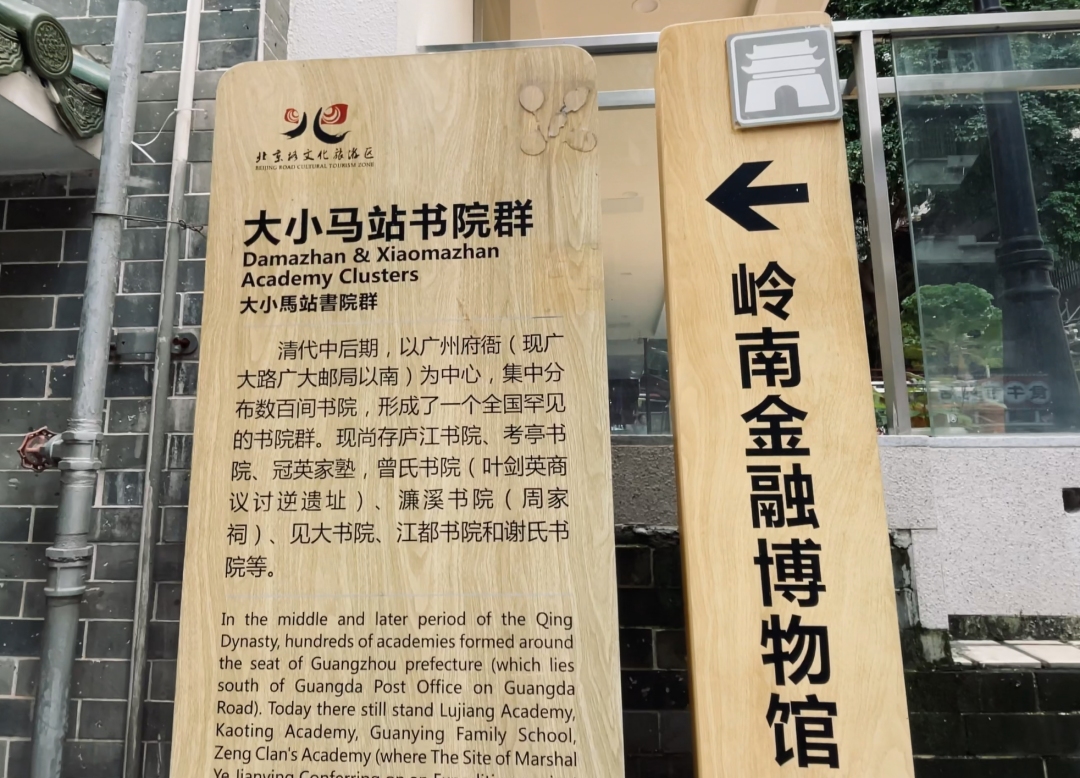 北京路文化旅游区
BEIJING ROAD CULTURAL TOURISM ZONE
大小马站书院群
Damazhan & Xiaomazhan
Academy Clusters
大小馬站書院群
清代中后期，以广州府衙（现广
大路广大邮局以南）为中心，集中分
布数百间书院，形成了一个全国罕见
的书院群。现尚存庐江书院、考亭书
院、冠英家塾，曾氏书院（叶剑英商
议讨逆遗址）、濂溪书院（周家
祠）、见大书院、江都书院和谢氏书
院等。
In the middle and later period of the Qing
Dynasty, hundreds of academies formed around
the seat of Guangzhou prefecture (which lies
south of Guangda Post Office on Guangda
Road). Today there still stand Lujiang Academy,
Kaoting Academy, Guanying Family School,
Zeng Clan's Academy (where The Site of Marshal
Ye Jianying Conferring on an Expedition
岭南金融博物馆